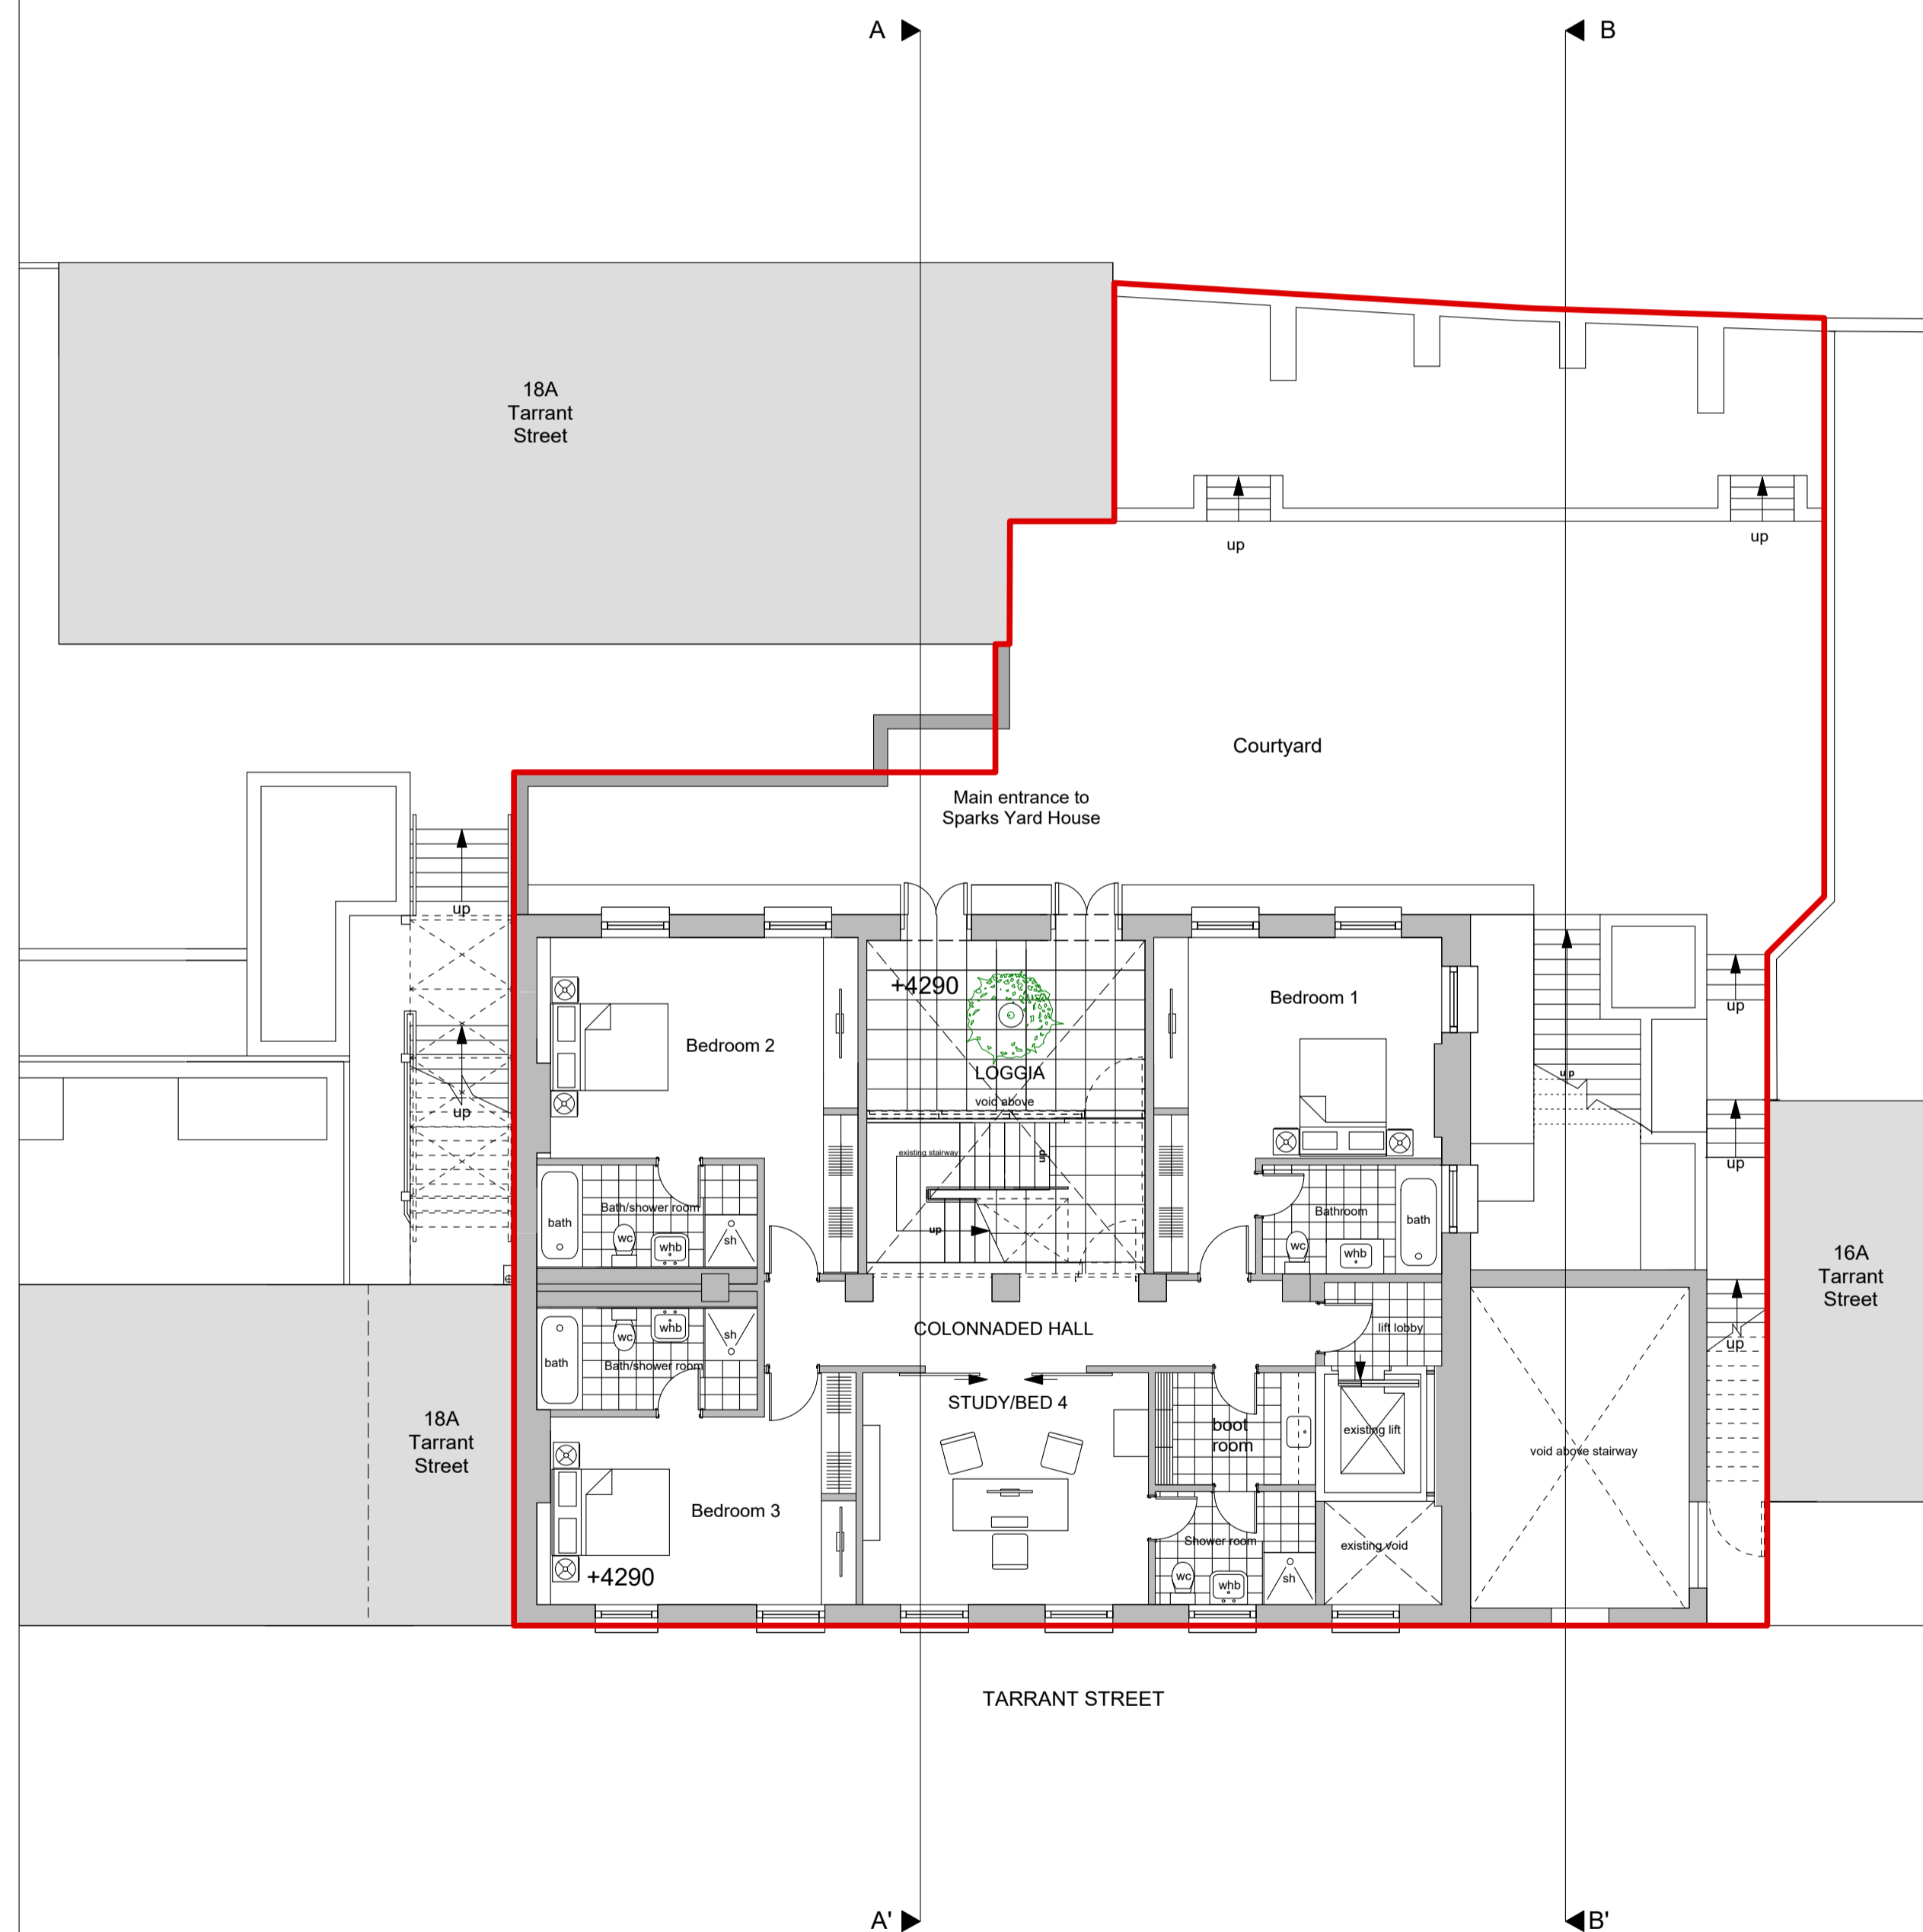 A
B
18A
Tarrant
Street
up
up
Courtyard
Main entrance to
Sparks Yard House
up
+4290
Bedroom 1
up
Bedroom 2
LOGGIA
void above
up
up
existing stairway
up
up
Bath/shower room
Bathroom
bath
bath
wc
whb
sh
up
wc
whb
16A
Tarrant
Street
COLONNADED HALL
lift lobby
whb
wc
sh
bath
Bath/shower room
up
STUDY/BED 4
18A
Tarrant
Street
boot
room
existing lift
void above stairway
Bedroom 3
Shower room
existing void
+4290
wc
whb
sh
TARRANT STREET
A'
B'